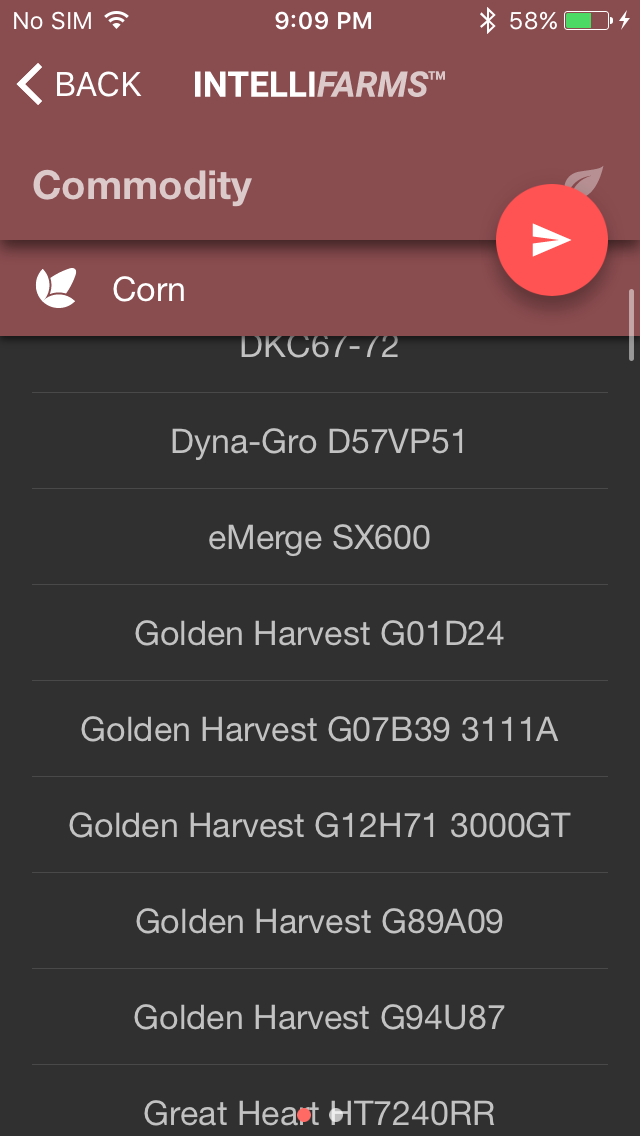 No SIM 9:09 PM 58%
BACK INTELLIFARMS™
Commodity
Corn
DKC67-72
Dyna-Gro D57VP51
eMerge SX600
Golden Harvest G01D24
Golden Harvest G07B39 3111A
Golden Harvest G12H71 3000GT
Golden Harvest G89A09
Golden Harvest G94U87
Great Heart HT7240RR